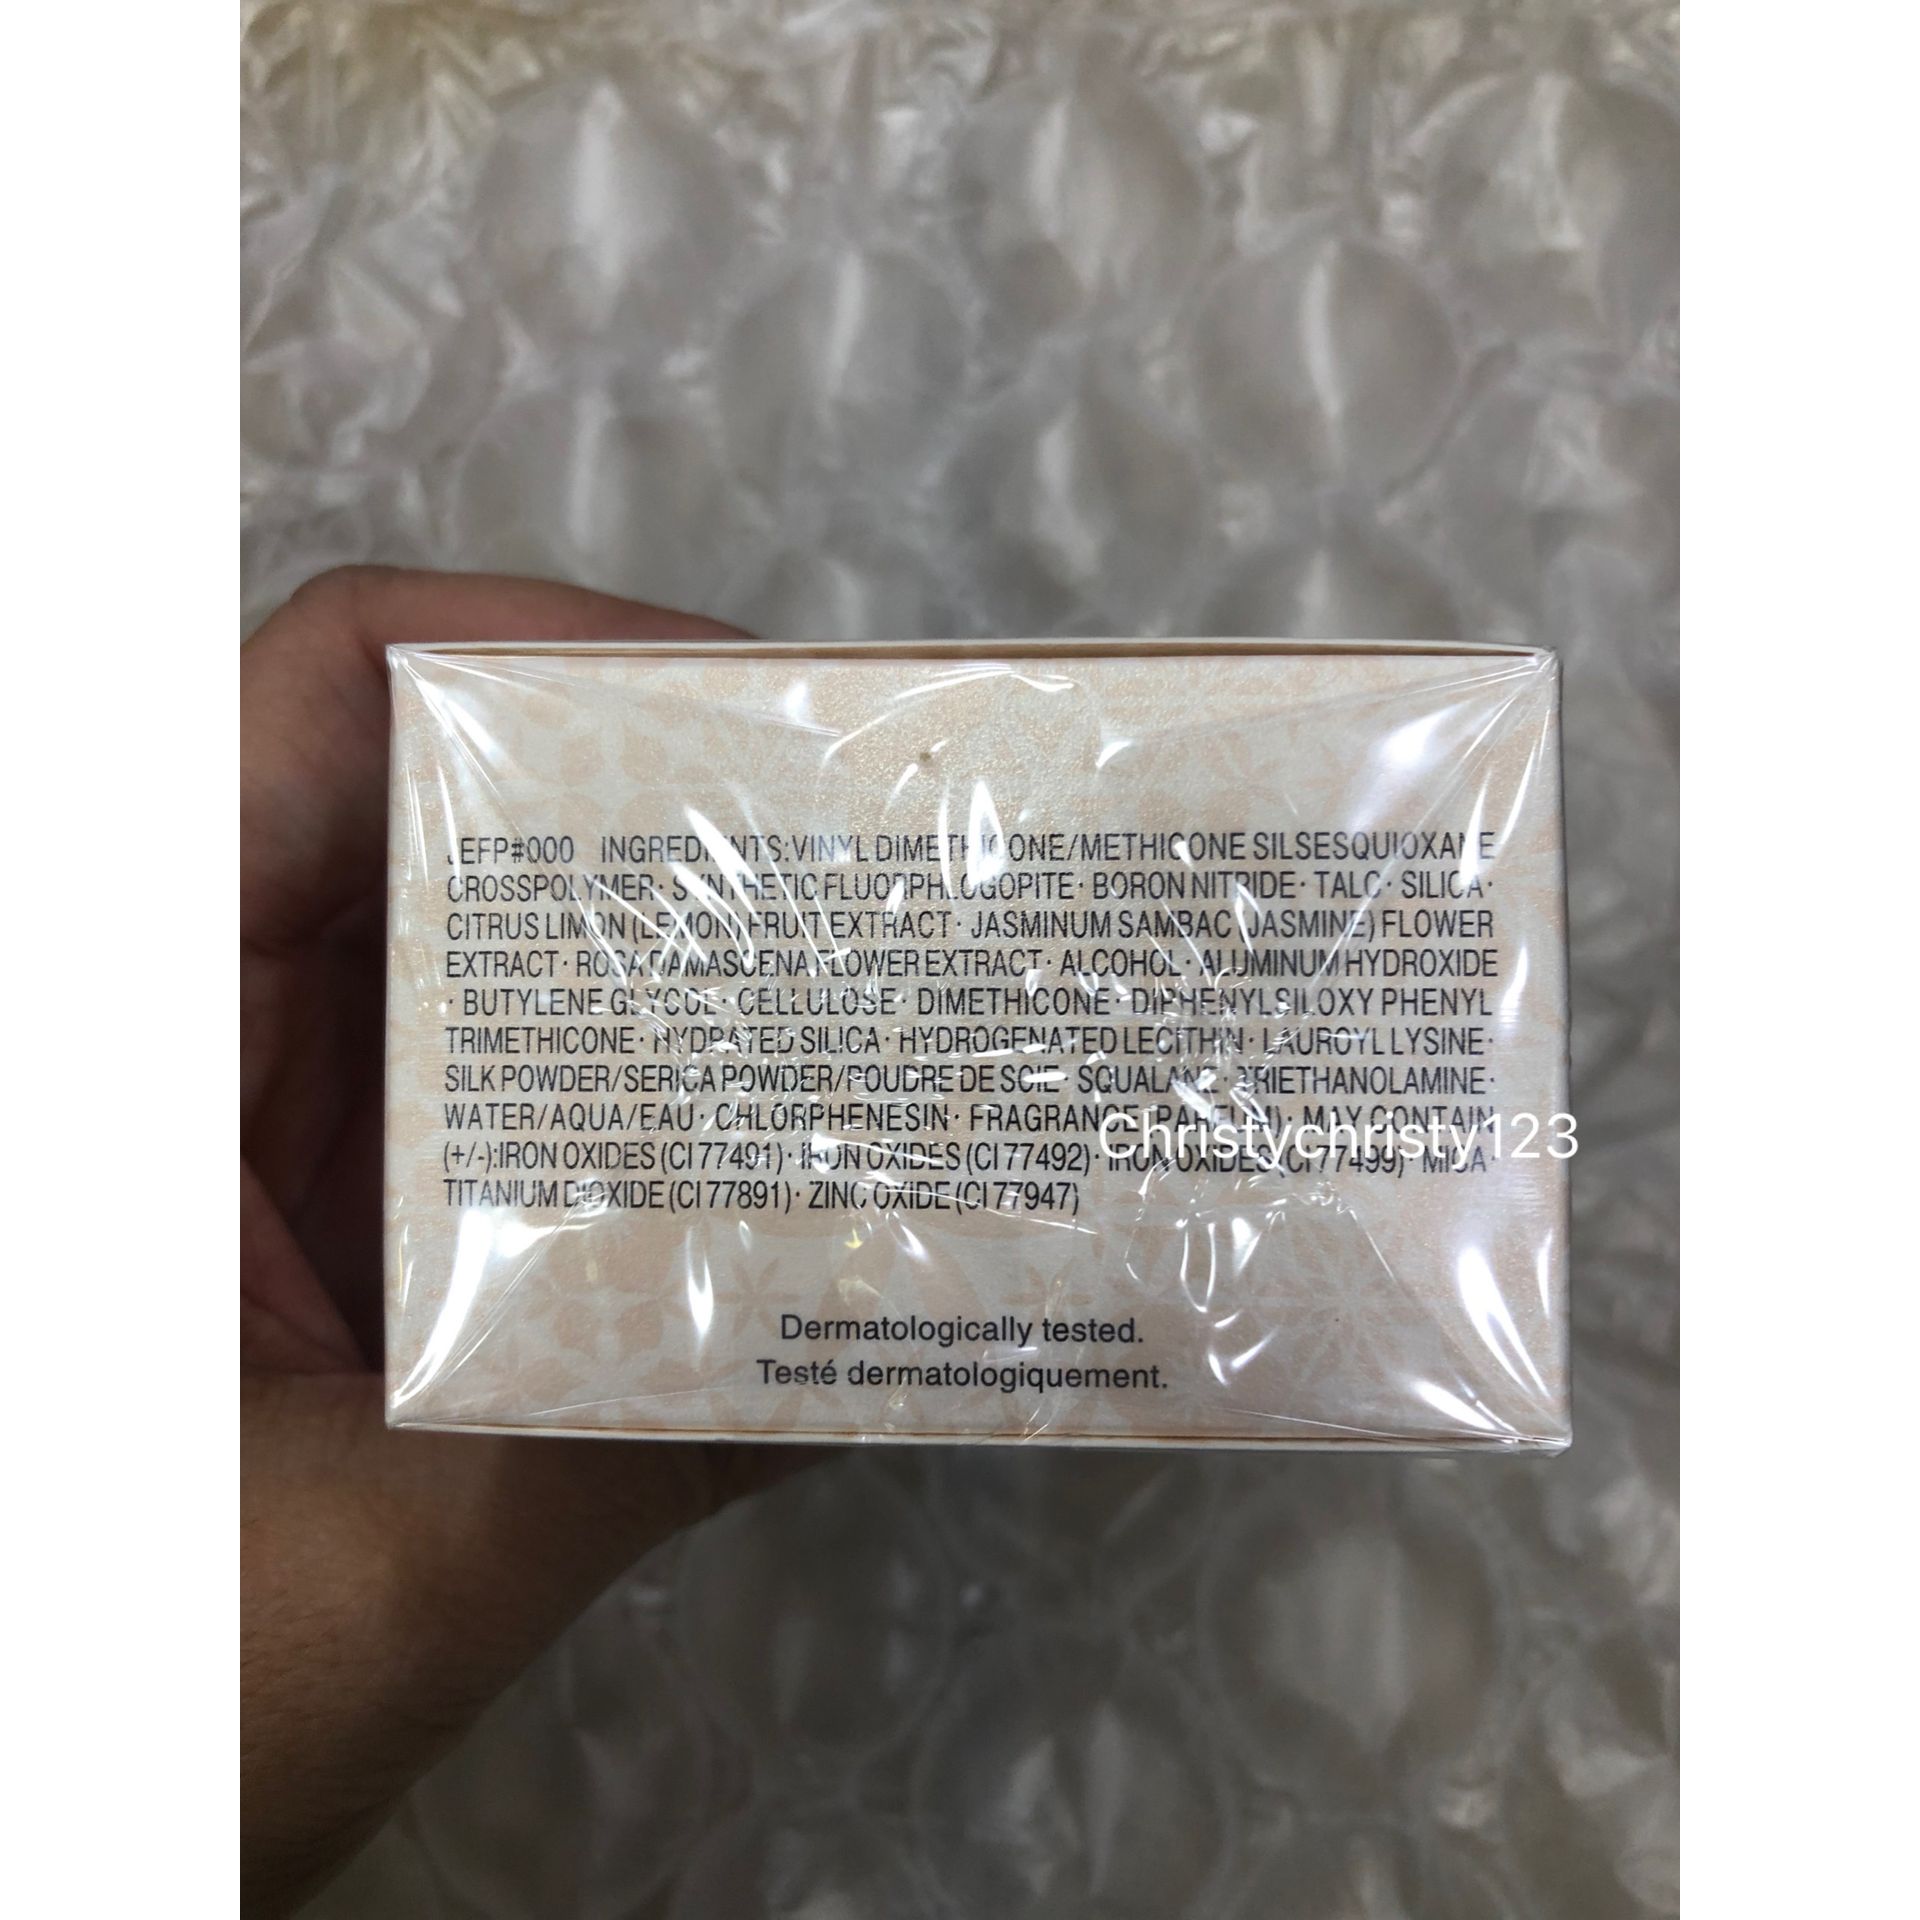 JEFP#000 INGREDIENTS:VINYL DIMETHICONE/METHICONE SILSESQUIOXANE
CROSSPOLYMER· SYNTHETIC FLUORPHLOGOPITE· BORON NITRIDE· TALC· SILICA·
CITRUS LIMON (LEMON) FRUIT EXTRACT· JASMINUM SAMBAC (JASMINE) FLOWER
EXTRACT· ROSA DAMASCENA FLOWER EXTRACT· ALCOHOL· ALUMINUM HYDROXIDE
· BUTYLENE GLYCOL· CELLULOSE· DIMETHICONE· DIPHENYLSILOXY PHENYL
TRIMETHICONE· HYDRATED SILICA· HYDROGENATED LECITHIN· LAUROYL LYSINE·
SILK POWDER/SERICA POWDER/POUDRE DE SOIE· SQUALANE· TRIETHANOLAMINE·
WATER/AQUA/EAU· CHLORPHENESIN· FRAGRANCE (PARFUM)· MAY CONTAIN
Christychristy123
(+/-):IRON OXIDES (CI 77491)· IRON OXIDES (CI 77492)· IRON OXIDES (CI 77499)· MICA·
TITANIUM DIOXIDE (CI 77891)· ZINC OXIDE (CI 77947)
Dermatologically tested.
Testé dermatologiquement.